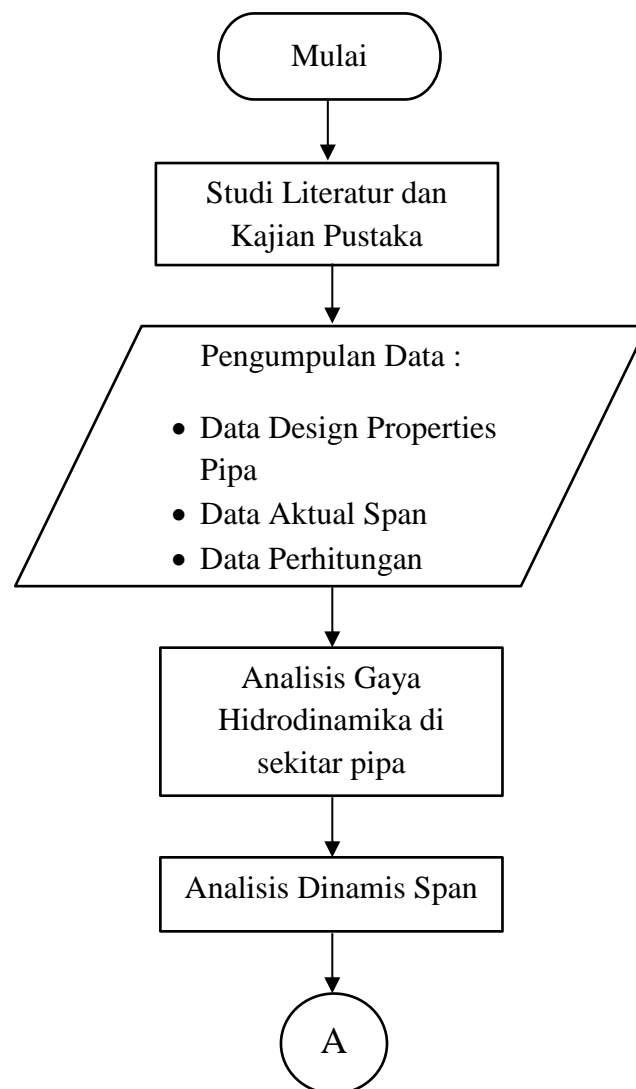 Mulai
Studi Literatur dan
Kajian Pustaka
Pengumpulan Data :
• Data Design Properties
Pipa
• Data Aktual Span
• Data Perhitungan
Analisis Gaya
Hidrodinamika di
sekitar pipa
Analisis Dinamis Span
A